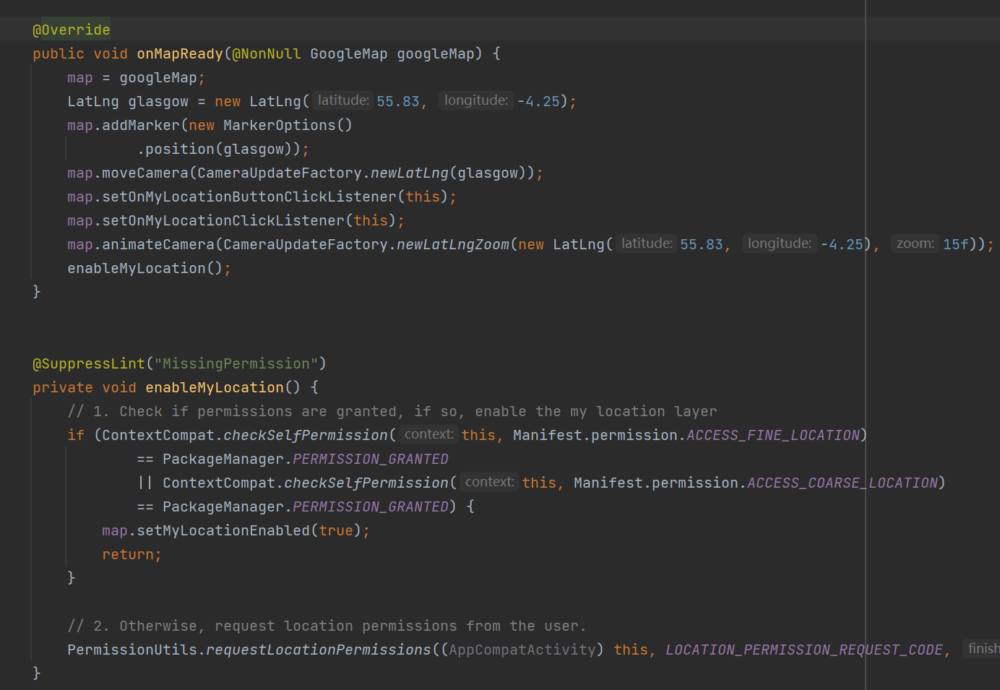 @Override
public void onMapReady(@NonNull GoogleMap googleMap) {
map = googleMap;
LatLng glasgow = new LatLng( latitude: 55.83, longitude: -4.25);
map.addMarker(new MarkerOptions()
.position(glasgow));
map.moveCamera(CameraUpdateFactory.newLatLng(glasgow));
map.setOnMyLocationButtonClickListener(this);
map.setOnMyLocationClickListener(this);
map.animateCamera(CameraUpdateFactory.newLatLngZoom(new LatLng( latitude: 55.83, longitude: -4.25), zoom: 15f));
enableMyLocation();
}
@SuppressLint("MissingPermission")
private void enableMyLocation() {
// 1. Check if permissions are granted, if so, enable the my location layer
if (ContextCompat.checkSelfPermission( context: this, Manifest.permission.ACCESS_FINE_LOCATION)
== PackageManager.PERMISSION_GRANTED
|| ContextCompat.checkSelfPermission( context: this, Manifest.permission.ACCESS_COARSE_LOCATION)
== PackageManager.PERMISSION_GRANTED) {
map.setMyLocationEnabled(true);
return;
}
// 2. Otherwise, request location permissions from the user.
PermissionUtils.requestLocationPermissions((AppCompatActivity) this, LOCATION_PERMISSION_REQUEST_CODE, finish
}